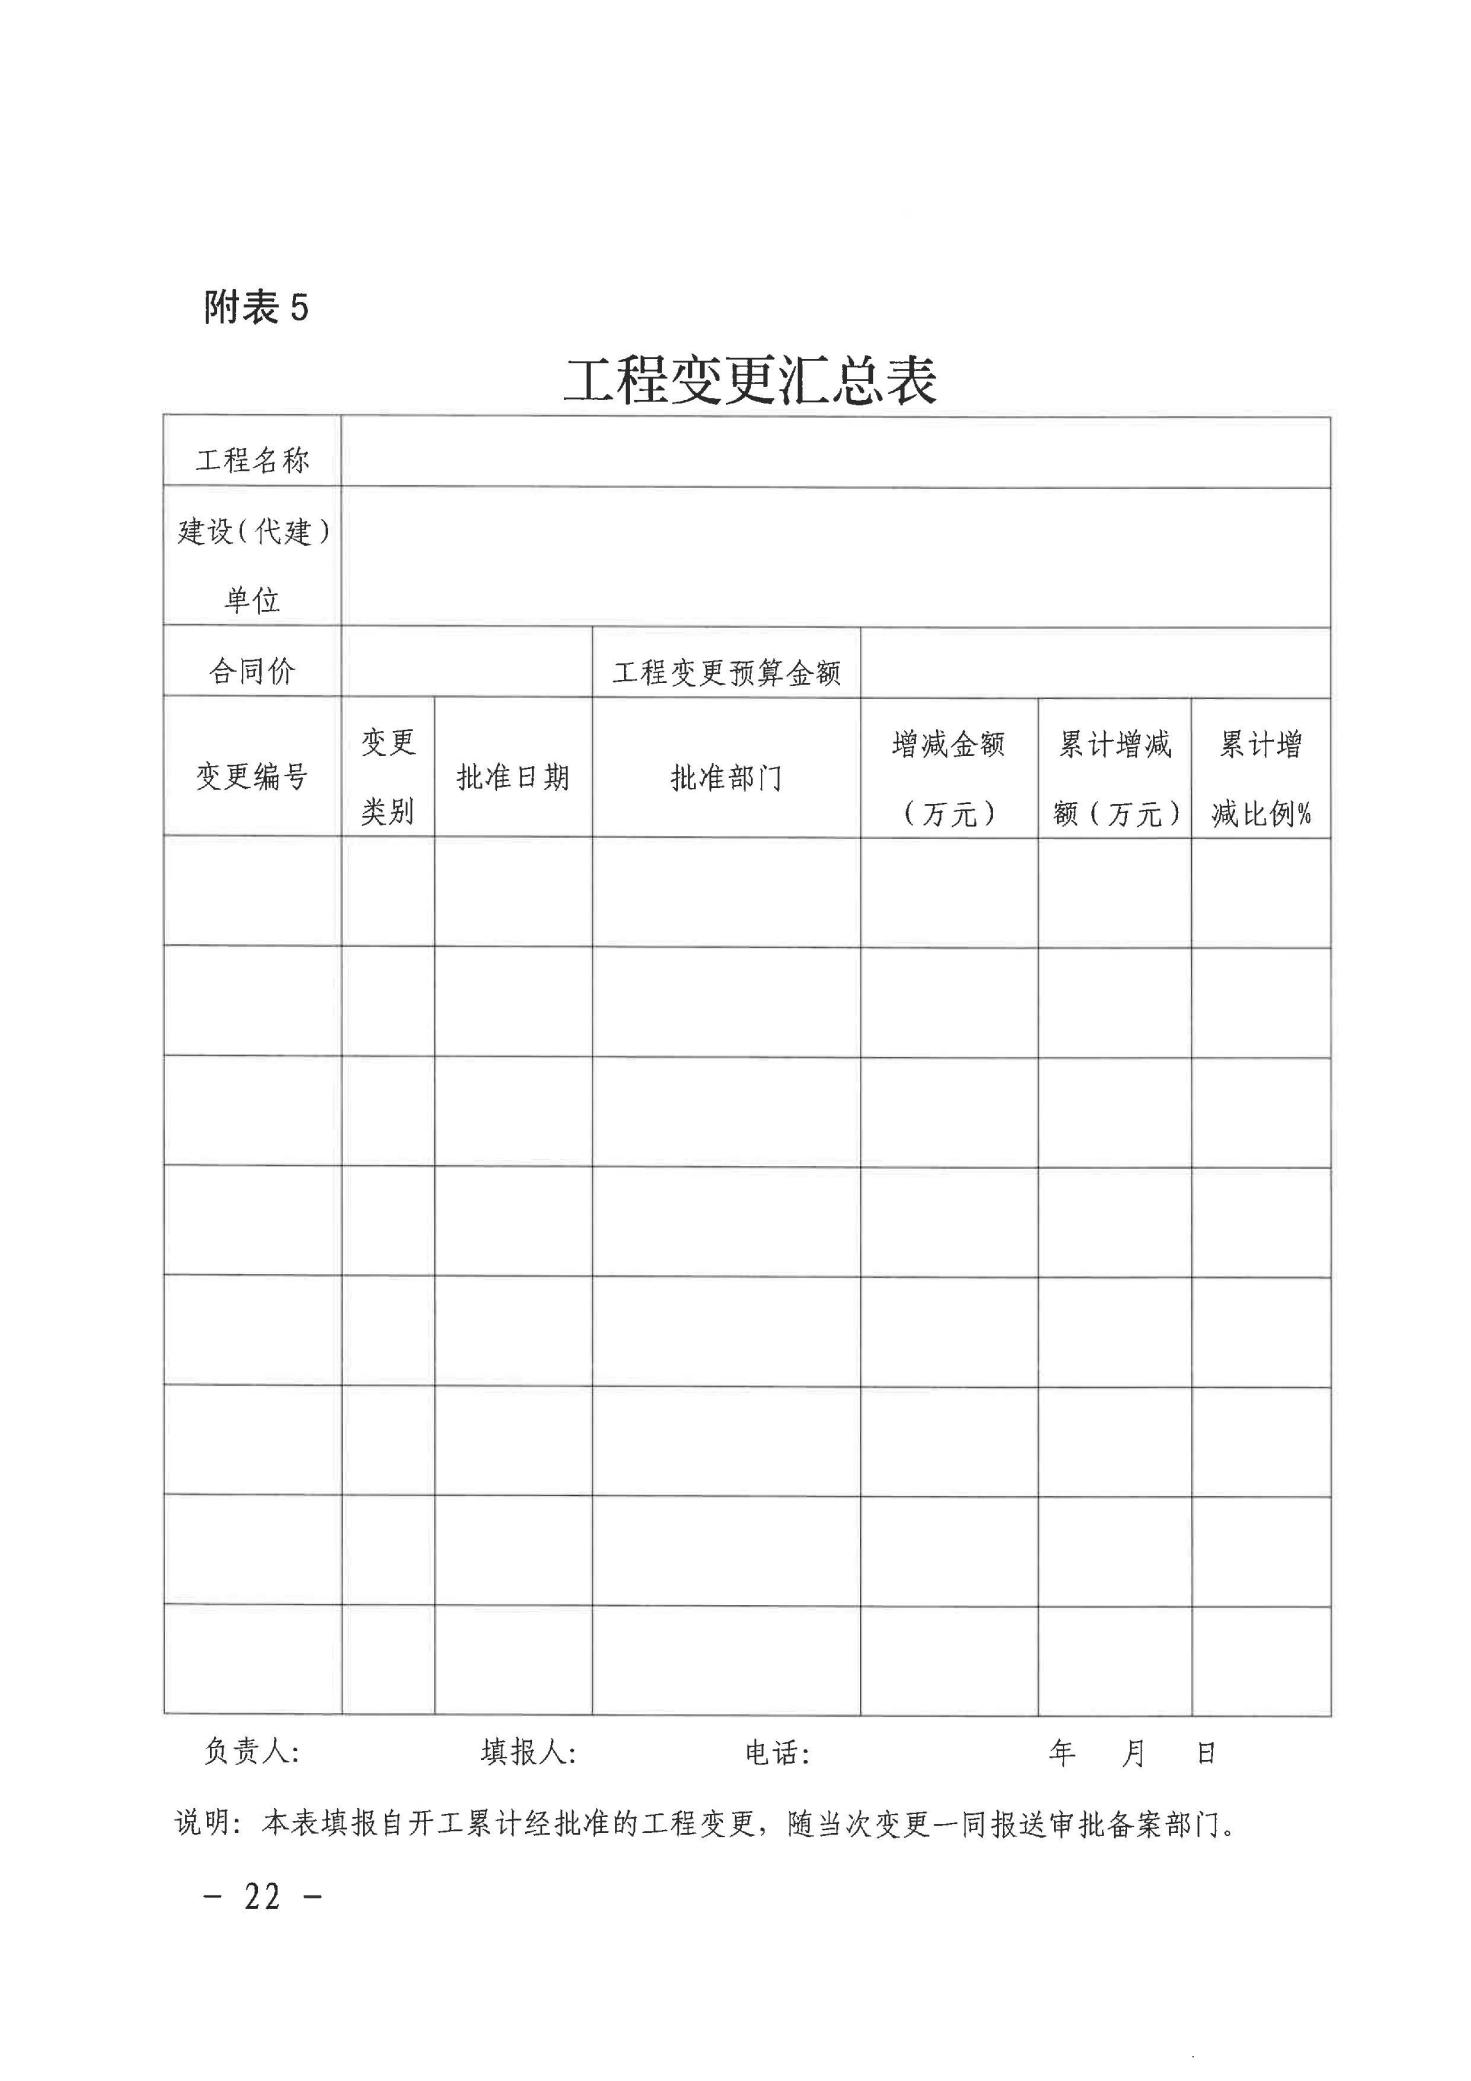 附表5
工程变更汇总表
工程名称
建设(代建)
单位
合同价 工程变更预算金额
变更编号
变更
类别
批准日期
批准部门
增减金额
(万元)
累计增减
额(万元)
累计增
减比例%
负责人: 填报人: 电话: 年 月 日
说明: 本表填报自开工累计经批准的工程变更, 随当次变更一同报送审批备案部门。
- 22 -